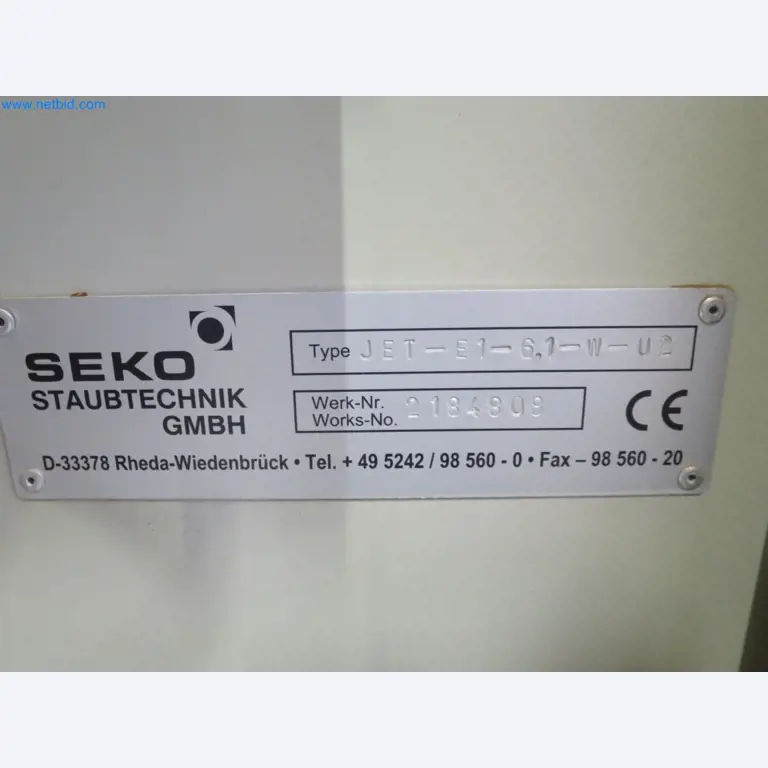 www.netbid.com
SEKO
STAUBTECHNIK
GMBH
Type JET-E1-6,1-W-U2
Werk-Nr.
Works-No. 2184808
CE
D-33378 Rheda-Wiedenbrück • Tel. + 49 5242 / 98 560 - 0 • Fax – 98 560 - 20